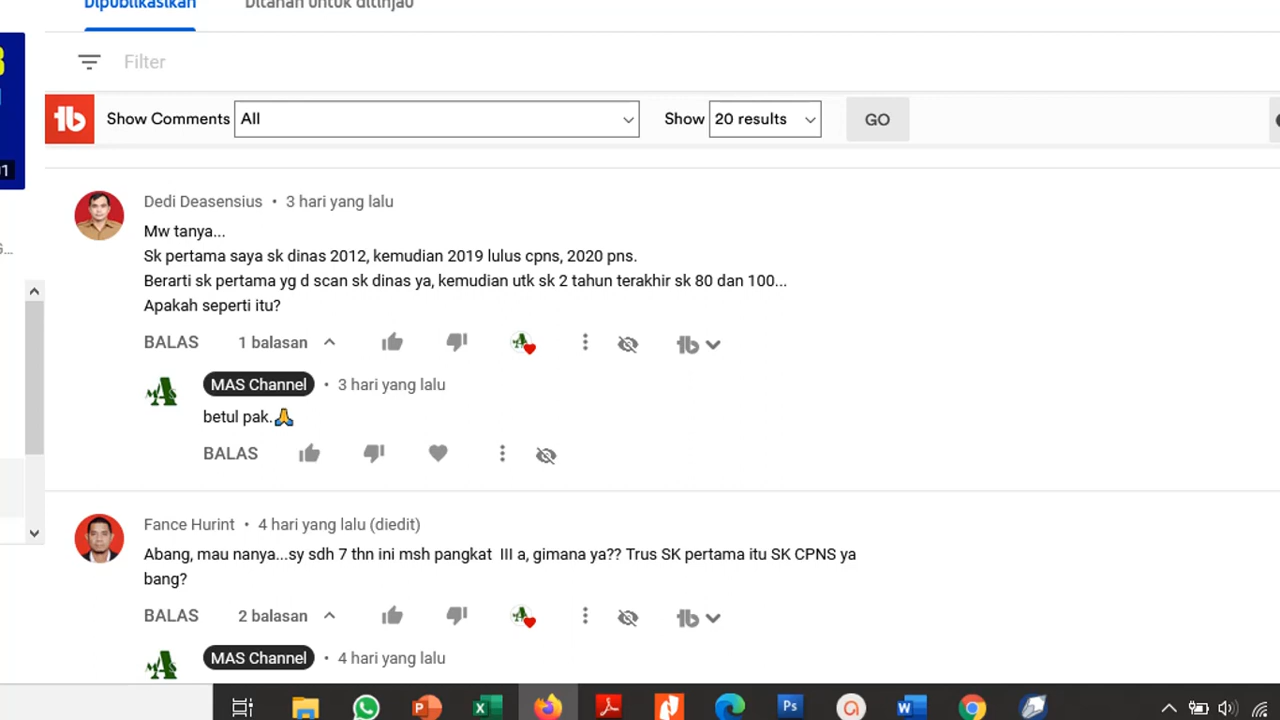 Dipublikasikan Ditahan untuk ditinjau
Filter
Show Comments All Show 20 results GO
Dedi Deasensius • 3 hari yang lalu
Mw tanya...
Sk pertama saya sk dinas 2012, kemudian 2019 lulus cpns, 2020 pns.
Berarti sk pertama yg d scan sk dinas ya, kemudian utk sk 2 tahun terakhir sk 80 dan 100...
Apakah seperti itu?
BALAS 1 balasan
MAS Channel • 3 hari yang lalu
betul pak.🙏
BALAS
Fance Hurint • 4 hari yang lalu (diedit)
Abang, mau nanya...sy sdh 7 thn ini msh pangkat III a, gimana ya?? Trus SK pertama itu SK CPNS ya
bang?
BALAS 2 balasan
MAS Channel • 4 hari yang lalu